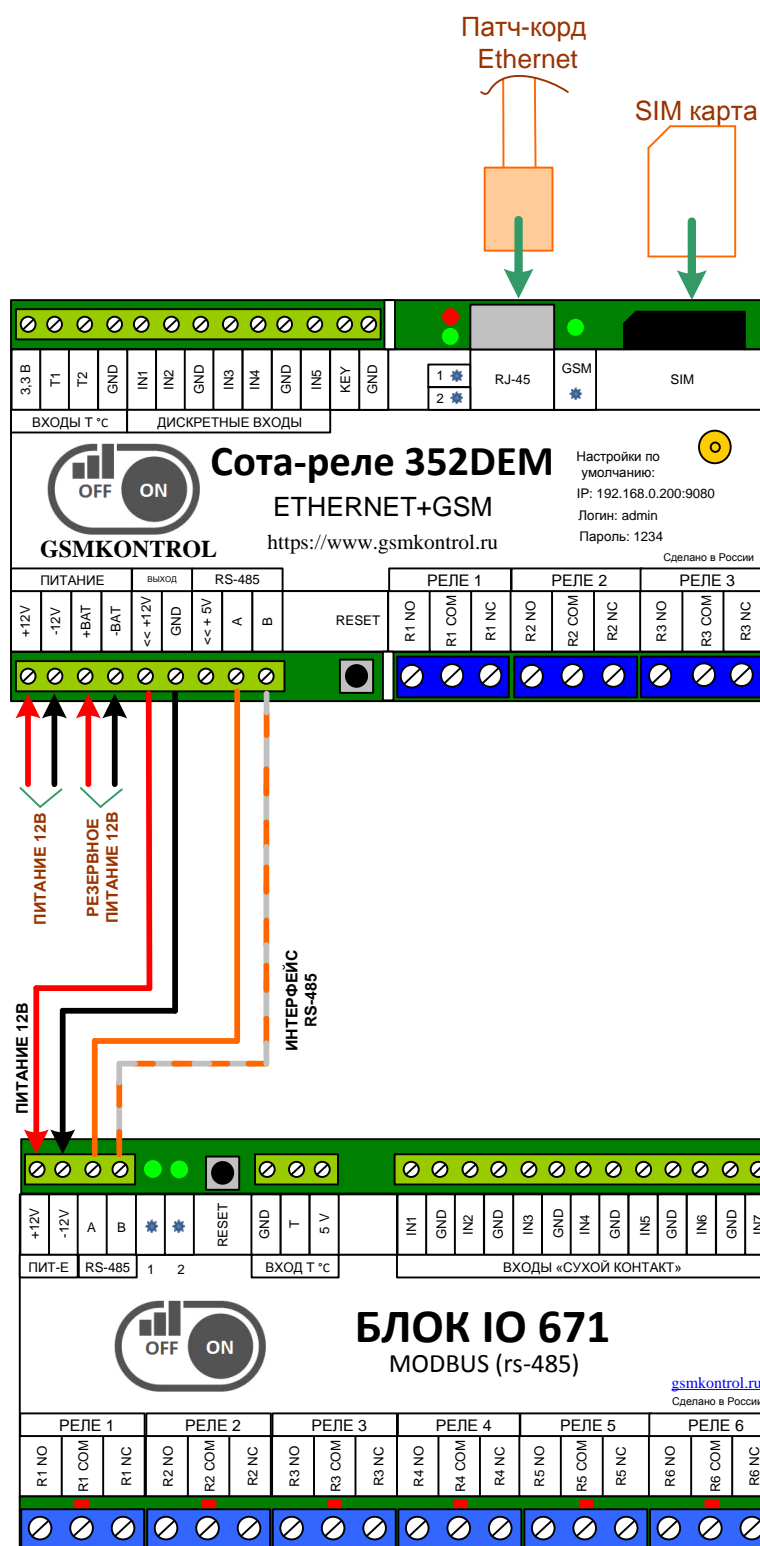 Патч-корд
Ethernet
SIM карта
3,3 В
T1
T2
GND
IN1
IN2
GND
IN3
IN4
GND
IN5
KEY
GND
1
2
RJ-45
GSM
SIM
ВХОДЫ T °C
ДИСКРЕТНЫЕ ВХОДЫ
OFF
ON
GSMKONTROL
Сота-реле 352DEM
ETHERNET+GSM
https://www.gsmkontrol.ru
Настройки по
умолчанию:
IP: 192.168.0.200:9080
Логин: admin
Пароль: 1234
Сделано в России
ПИТАНИЕ
ВЫХОД
RS-485
РЕЛЕ 1
РЕЛЕ 2
РЕЛЕ 3
+12V
-12V
+BAT
-BAT
<< +12V
GND
<< + 5V
A
B
RESET
R1 NO
R1 COM
R1 NC
R2 NO
R2 COM
R2 NC
R3 NO
R3 COM
R3 NC
ПИТАНИЕ 12В
РЕЗЕРВНОЕ
ПИТАНИЕ 12В
ПИТАНИЕ 12В
ИНТЕРФЕЙС
RS-485
+12V
-12V
A
B
RESET
GND
T
5 V
IN1
GND
IN2
GND
IN3
GND
IN4
GND
IN5
GND
IN6
GND
IN7
ПИТ-Е
RS-485
1
2
ВХОД T °C
ВХОДЫ «СУХОЙ КОНТАКТ»
OFF
ON
БЛОК IO 671
MODBUS (rs-485)
gsmkontrol.ru
Сделано в России
РЕЛЕ 1
РЕЛЕ 2
РЕЛЕ 3
РЕЛЕ 4
РЕЛЕ 5
РЕЛЕ 6
R1 NO
R1 COM
R1 NC
R2 NO
R2 COM
R2 NC
R3 NO
R3 COM
R3 NC
R4 NO
R4 COM
R4 NC
R5 NO
R5 COM
R5 NC
R6 NO
R6 COM
R6 NC